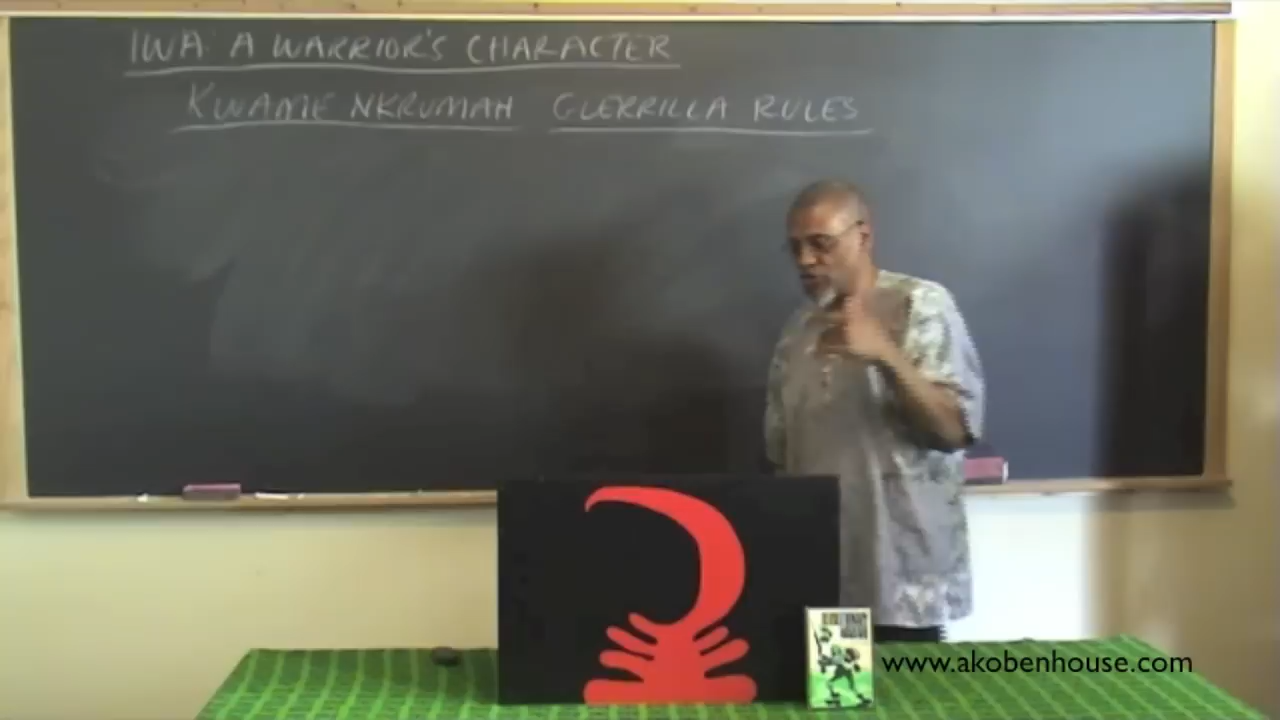 IWA: A WARRIOR'S CHARACTER
KWAME NKRUMAH GUERRILLA RULES
www.akobenhouse.com